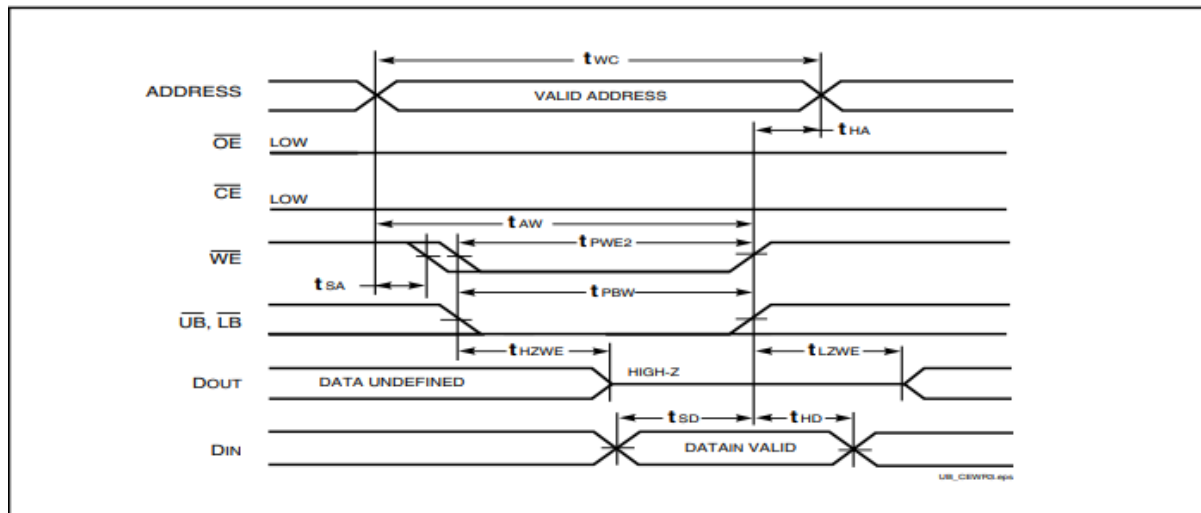 tWC
ADDRESS VALID ADDRESS
tHA
OE LOW
CE LOW
tAW
WE tPWE2
tSA
tPBW
UB, LB
tHZWE tLZWE
DOUT DATA UNDEFINED HIGH-Z
tSD tHD
DIN DATAIN VALID
UB_CEWR3.eps